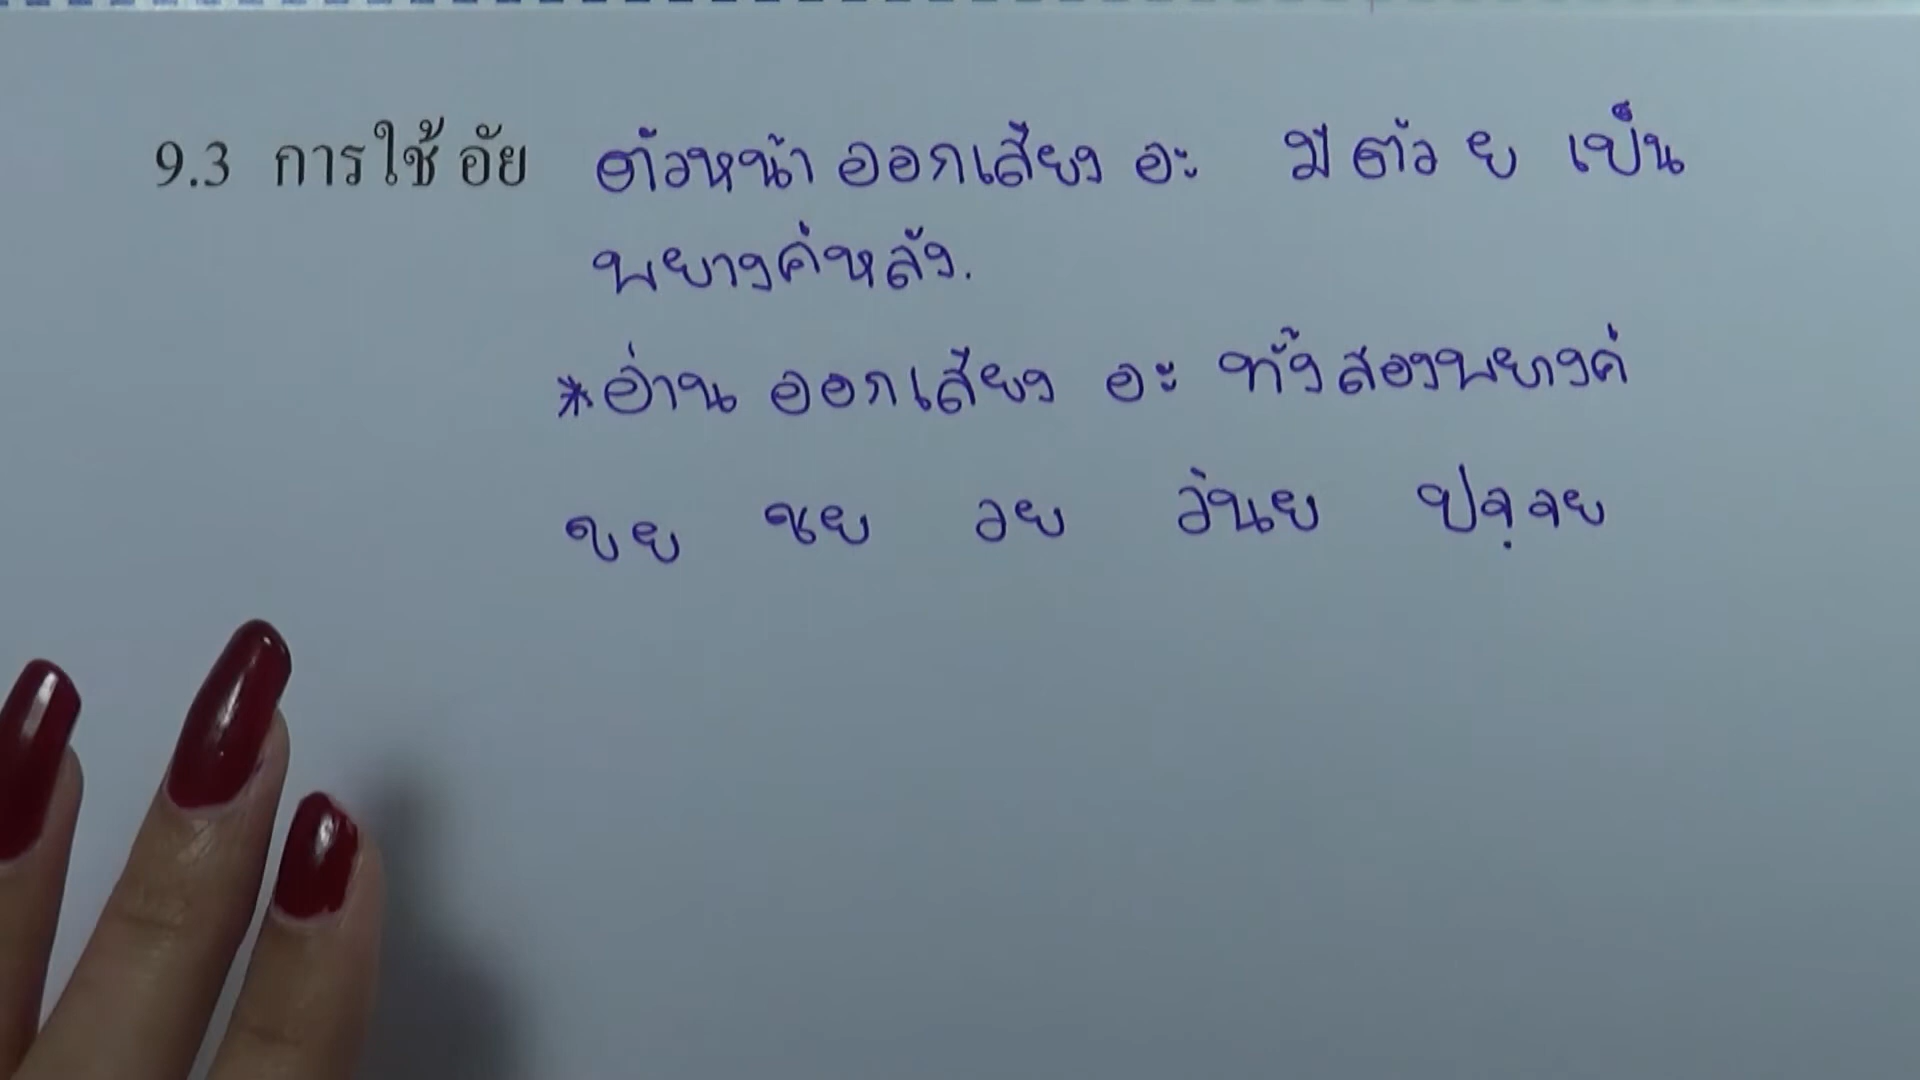 9.3 การใช้ อัย ตัวหน้า ออกเสียง อะ มี ตัว ย เป็น
พยางค์หลัง.
*อ่าน ออกเสียง อะ ทั้งสองพยางค์
ขย ชย วย วินย ปจฺจย